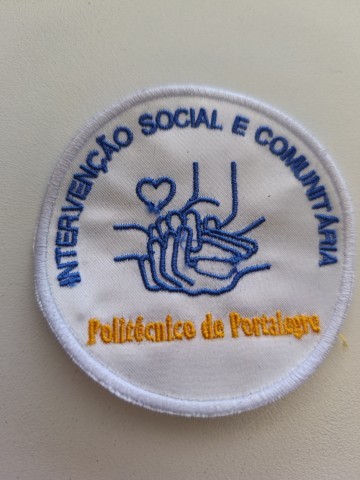 INTERVENÇÃO SOCIAL E COMUNITÁRIA
Politécnico de Portalegre